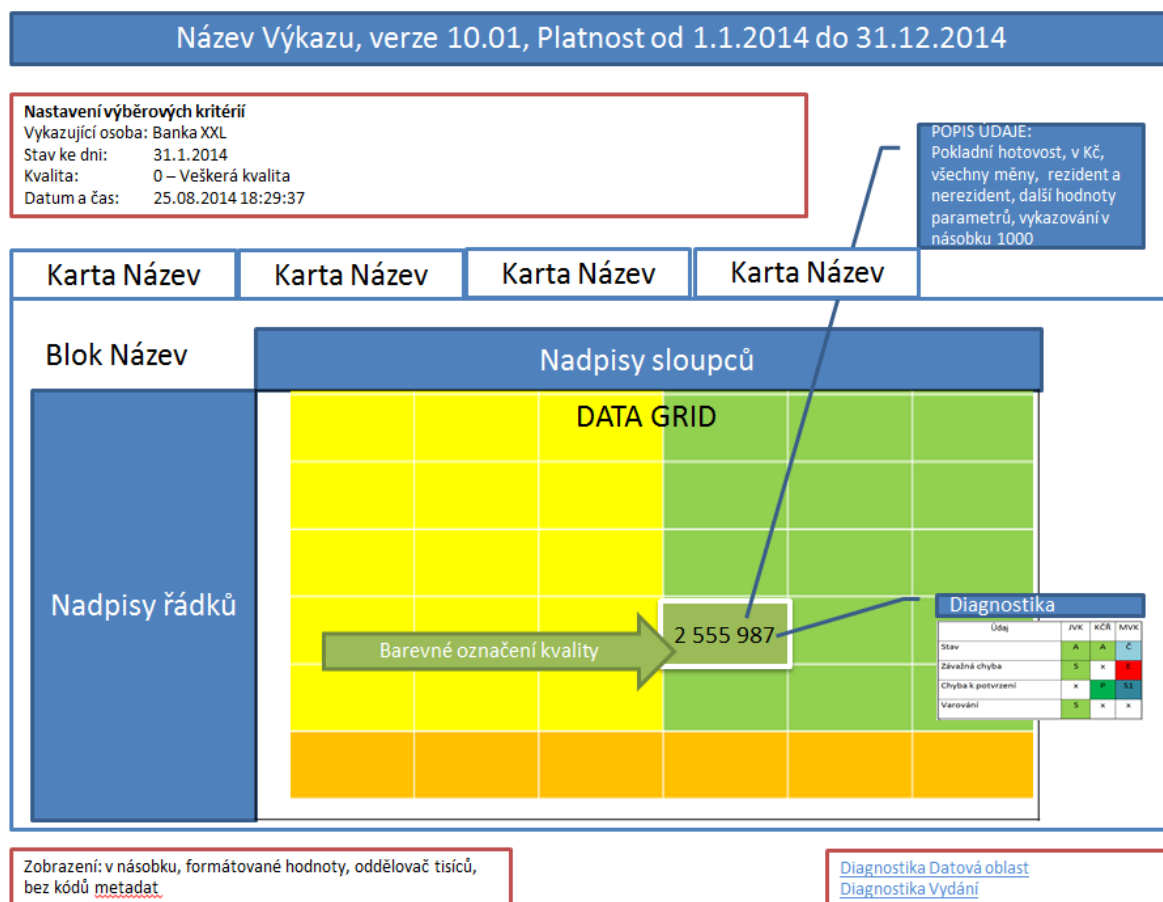 Název Výkazu, verze 10.01, Platnost od 1.1.2014 do 31.12.2014
Nastavení výběrových kritérií
Vykazující osoba: Banka XXL
Stav ke dni: 31.1.2014
Kvalita: 0 – Veškerá kvalita
Datum a čas: 25.08.2014 18:29:37
POPIS ÚDAJE:
Pokladní hotovost, v Kč,
všechny měny, rezident a
nerezident, další hodnoty
parametrů, vykazování v
násobku 1000
Karta Název Karta Název Karta Název Karta Název
Blok Název
Nadpisy sloupců
DATA GRID
Nadpisy řádků
Barevné označení kvality
2 555 987
Diagnostika
Údaj JVK KČŘ MVK
Stav A A Č
Závažná chyba S x E
Chyba k potvrzení x P S1
Varování S x x
Zobrazení: v násobku, formátované hodnoty, oddělovač tisíců,
bez kódů metadat
Diagnostika Datová oblast
Diagnostika Vydání